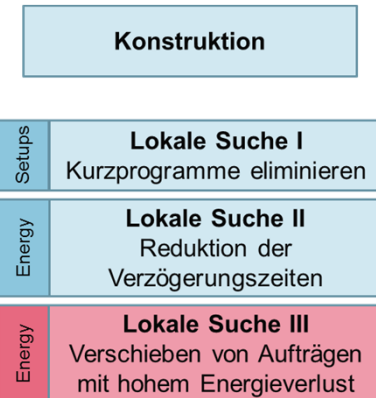 Konstruktion
Setups
Lokale Suche I
Kurzprogramme eliminieren
Energy
Lokale Suche II
Reduktion der
Verzögerungszeiten
Energy
Lokale Suche III
Verschieben von Aufträgen
mit hohem Energieverlust